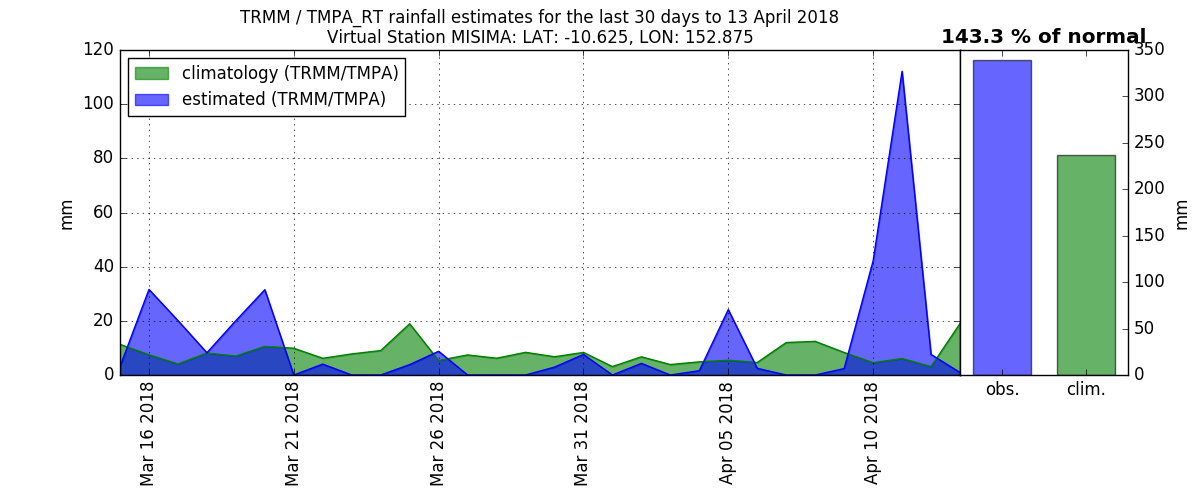 TRMM / TMPA_RT rainfall estimates for the last 30 days to 13 April 2018
Virtual Station MISIMA: LAT: -10.625, LON: 152.875
143.3 % of normal
climatology (TRMM/TMPA)
estimated (TRMM/TMPA)
mm
120
100
80
60
40
20
0
Mar 16 2018
Mar 21 2018
Mar 26 2018
Mar 31 2018
Apr 05 2018
Apr 10 2018
obs.
clim.
350
300
250
200
150
100
50
0
mm